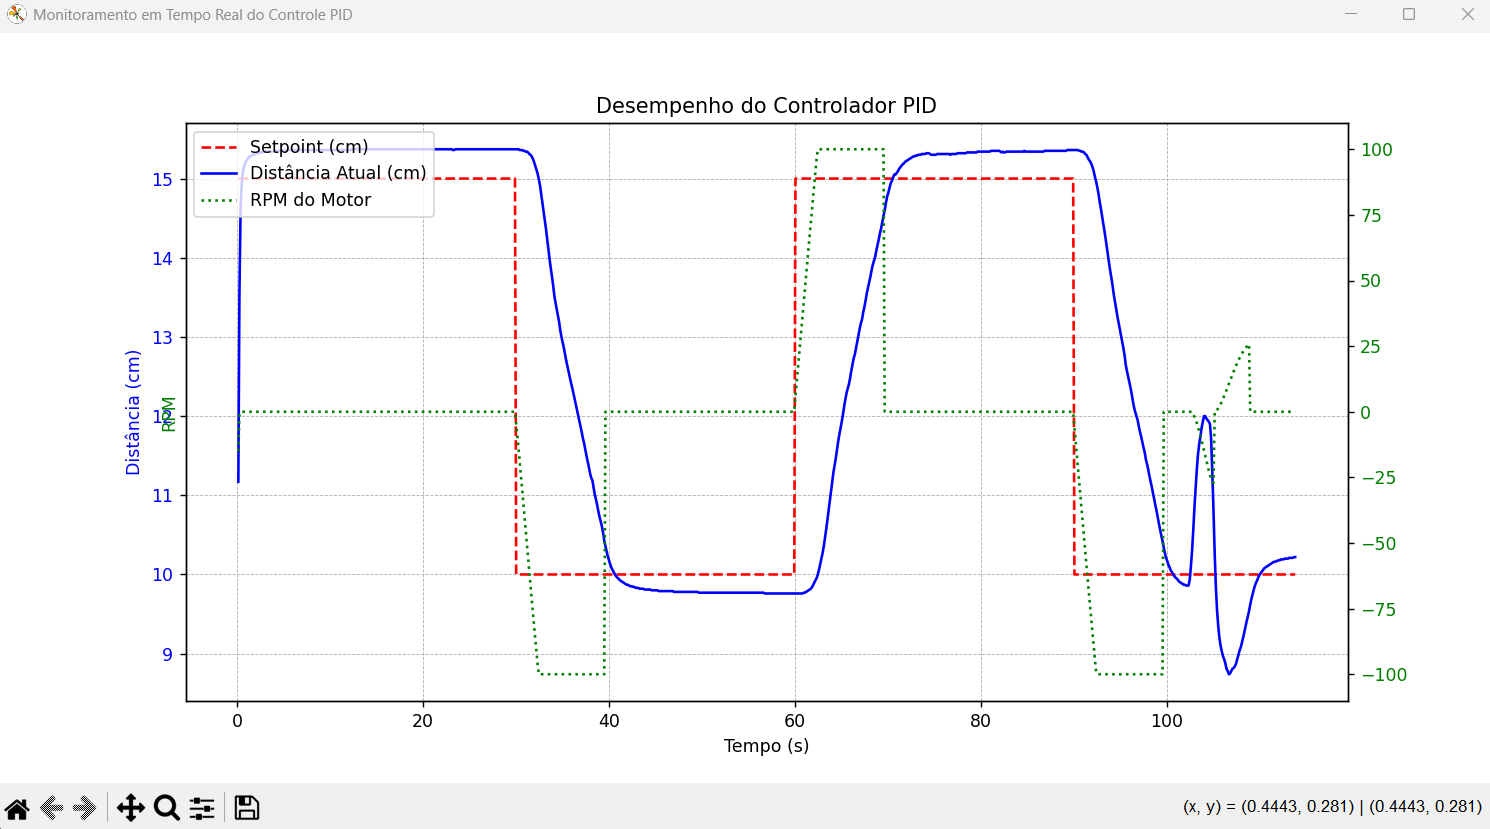 Monitoramento em Tempo Real do Controle PID
Desempenho do Controlador PID
Setpoint (cm)
Distância Atual (cm)
RPM do Motor
15
14
13
12
11
10
9
Distância (cm)
RPM
100
75
50
25
0
−25
−50
−75
−100
0
20
40
60
80
100
Tempo (s)
(x, y) = (0.4443, 0.281) | (0.4443, 0.281)